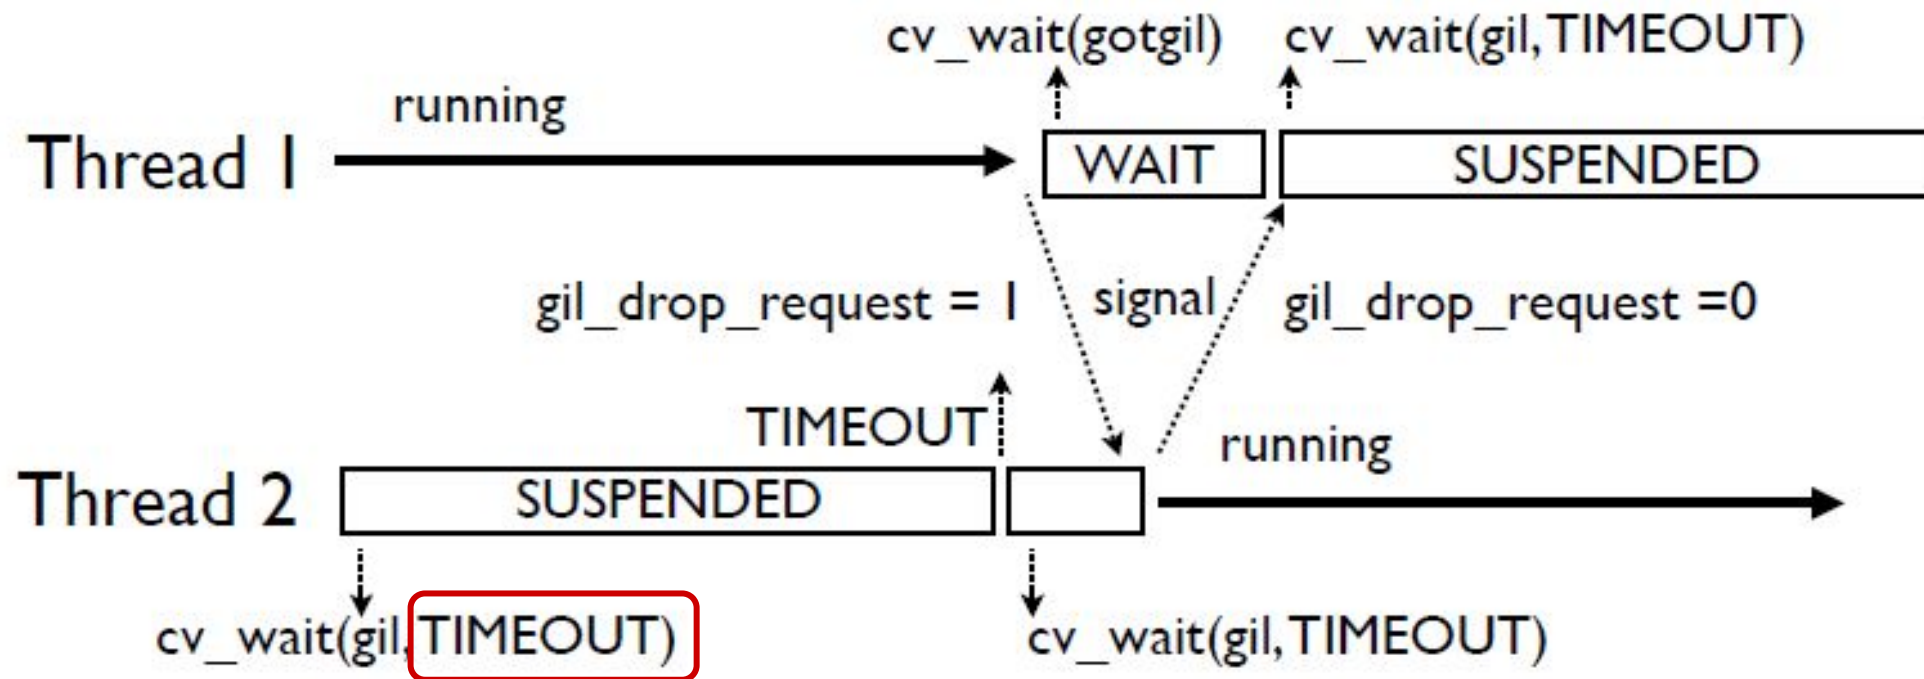 cv_wait(gotgil) cv_wait(gil,TIMEOUT)
running
Thread 1 WAIT SUSPENDED
gil_drop_request = 1 signal gil_drop_request =0
TIMEOUT running
Thread 2 SUSPENDED
cv_wait(gil,TIMEOUT) cv_wait(gil,TIMEOUT)